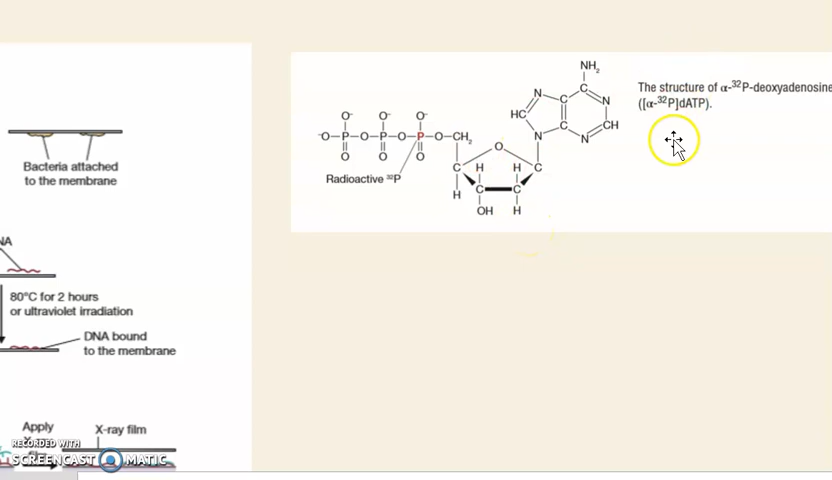 Bacteria attached
to the membrane
NA
80°C for 2 hours
or ultraviolet irradiation
DNA bound
to the membrane
Apply
X-ray film
RECORDED WITH
SCREENCAST MATIC
NH₂
N
C
N
HC
C
CH
N
N
O⁻ O⁻ O⁻
⁻O–P–O–P–O–P–O–CH₂
O O O
O
Radioactive ³²P
C H H C
H C C
OH H
The structure of α-³²P-deoxyadenosine
([α-³²P]dATP).